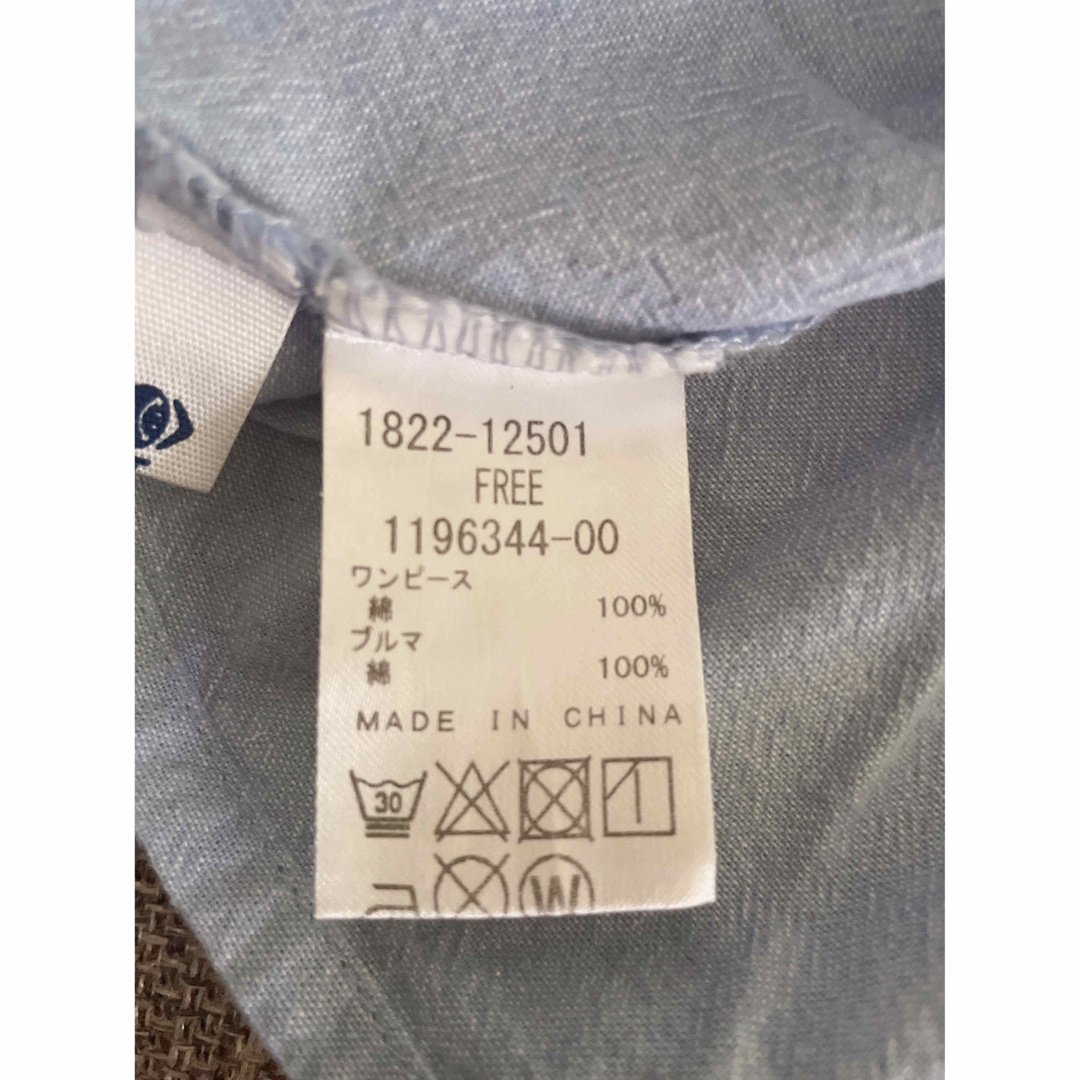 1822-12501
FREE
1196344-00
ワンピース
綿 100%
ブルマ
綿 100%
MADE IN CHINA
30
W